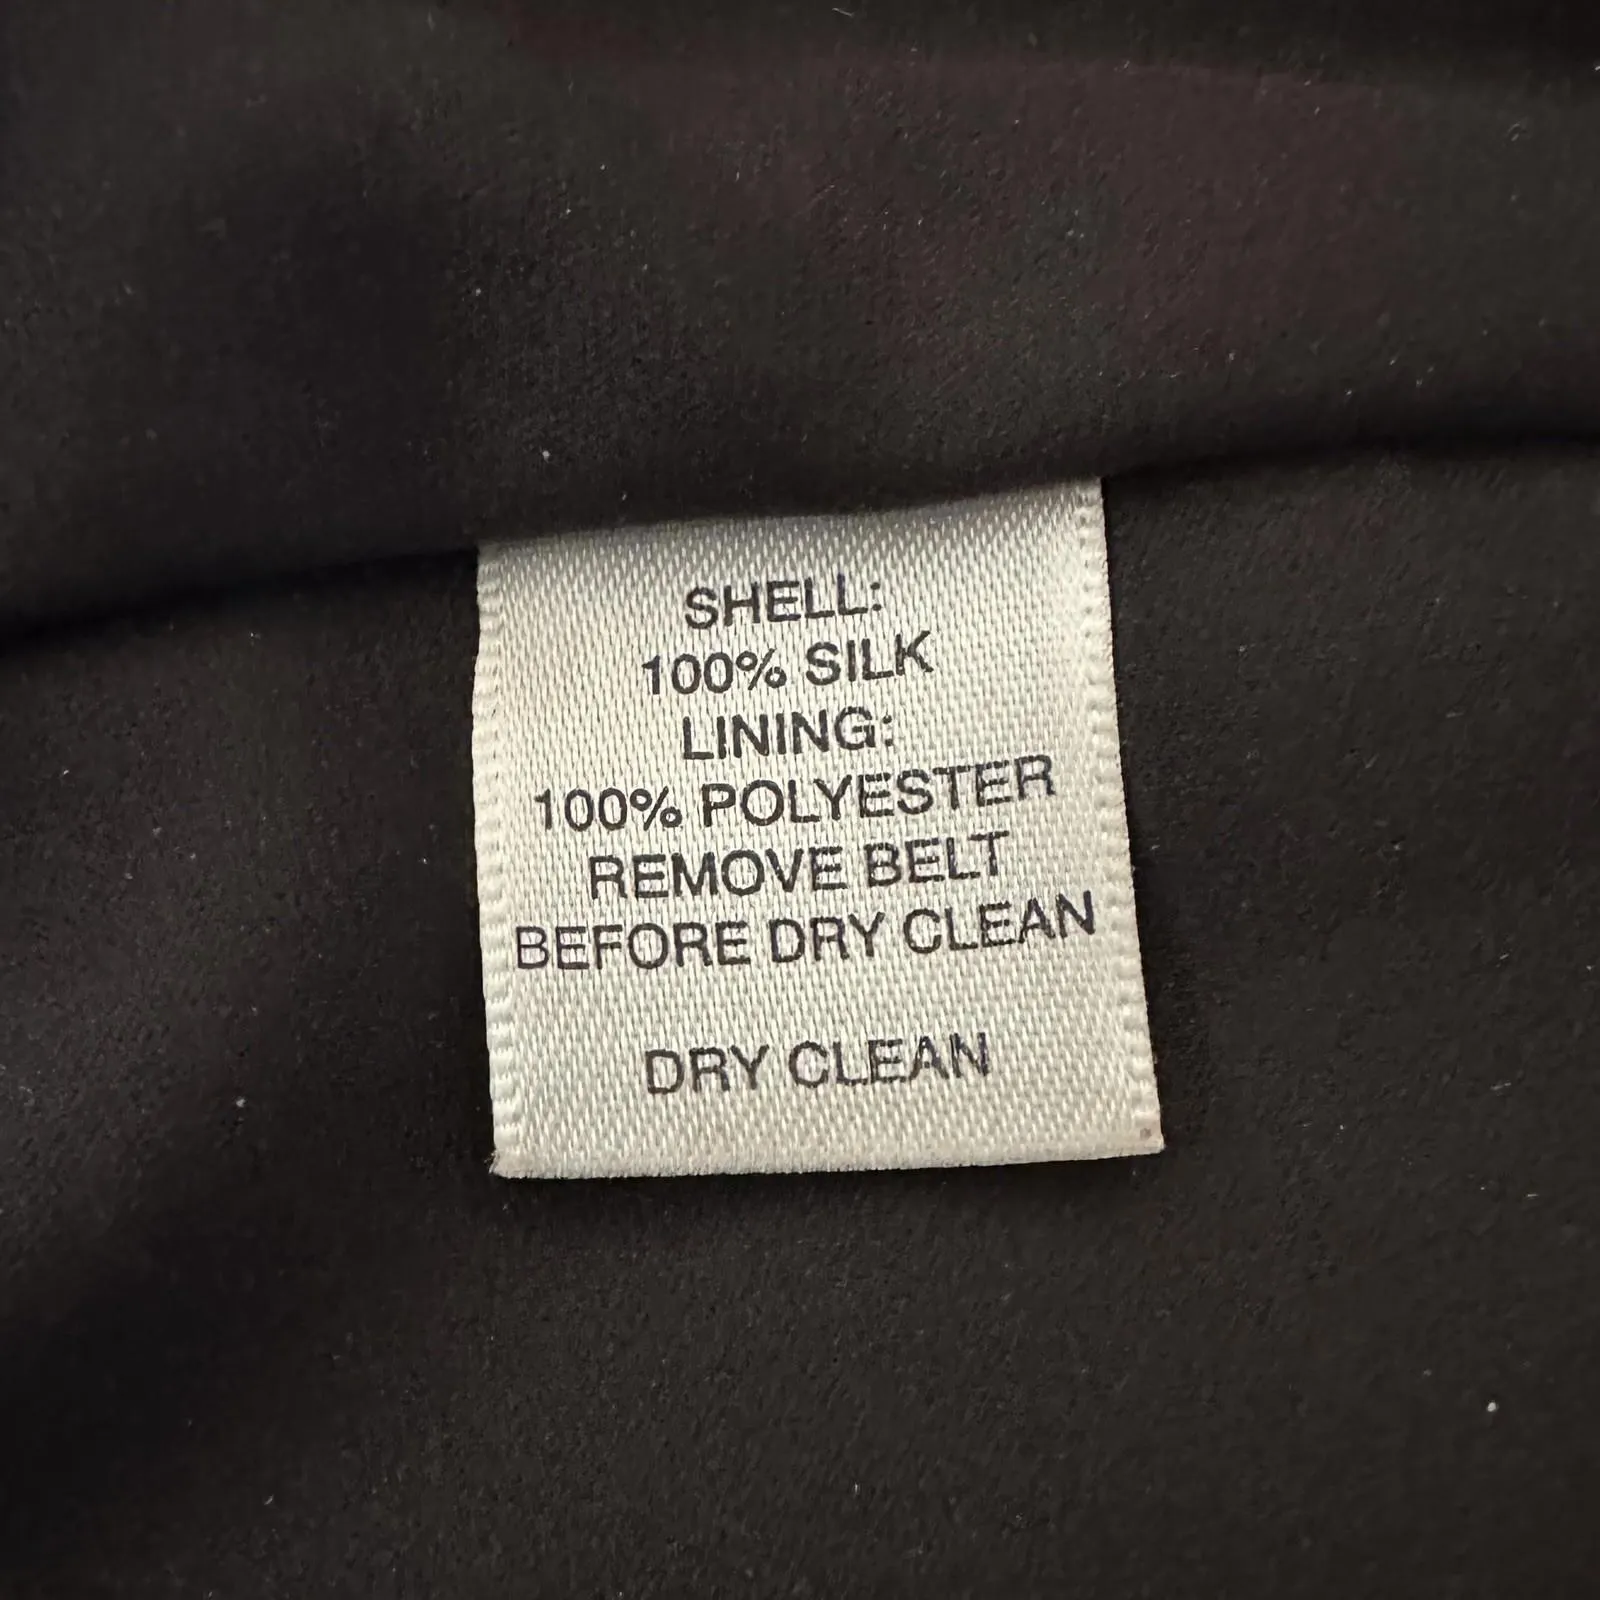 SHELL:
100% SILK
LINING:
100% POLYESTER
REMOVE BELT
BEFORE DRY CLEAN
DRY CLEAN